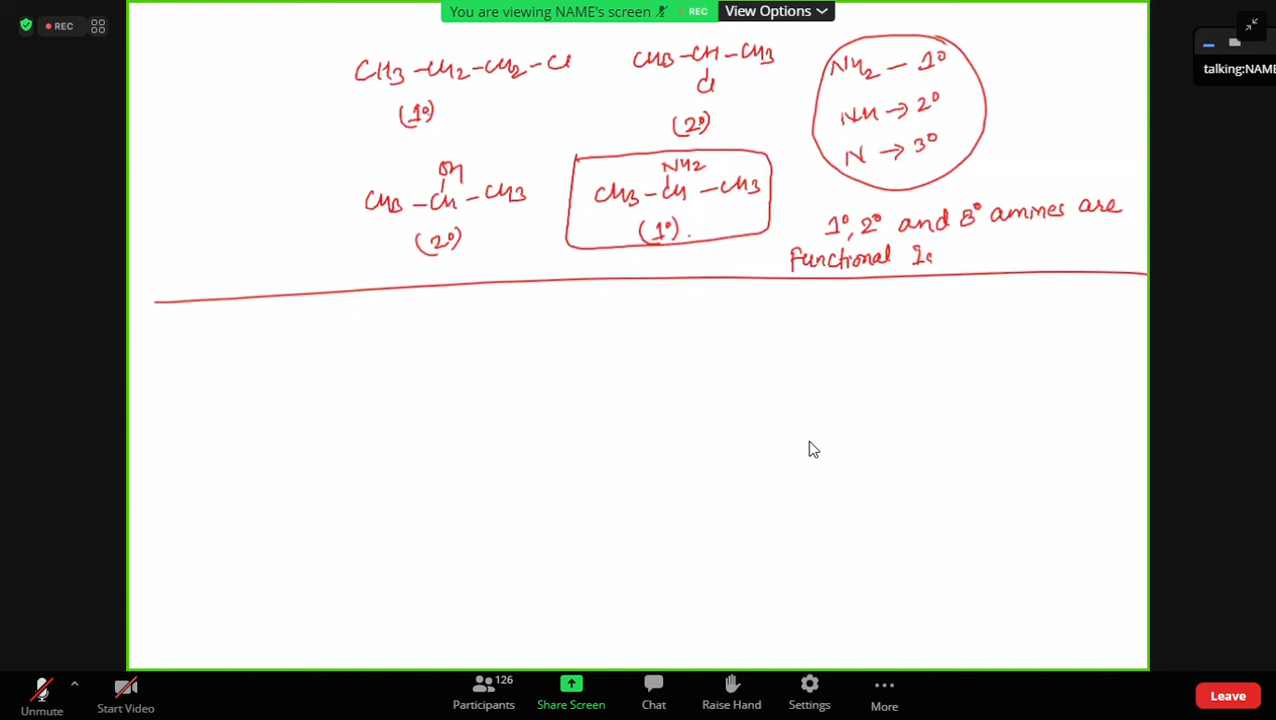 You are viewing NAME's screen
REC
View Options
REC
talking:NAME
CH3-CH2-CH2-Cl
(1°)
CH3-CH-CH3
Cl
(2°)
NH2 - 1°
NH → 2°
N → 3°
OH
CH3-CH-CH3
(2°)
NH2
CH3-CH-CH3
(1°).
1°, 2° and 3° amines are
Functional Is
Unmute
Start Video
Participants
126
Share Screen
Chat
Raise Hand
Settings
More
Leave